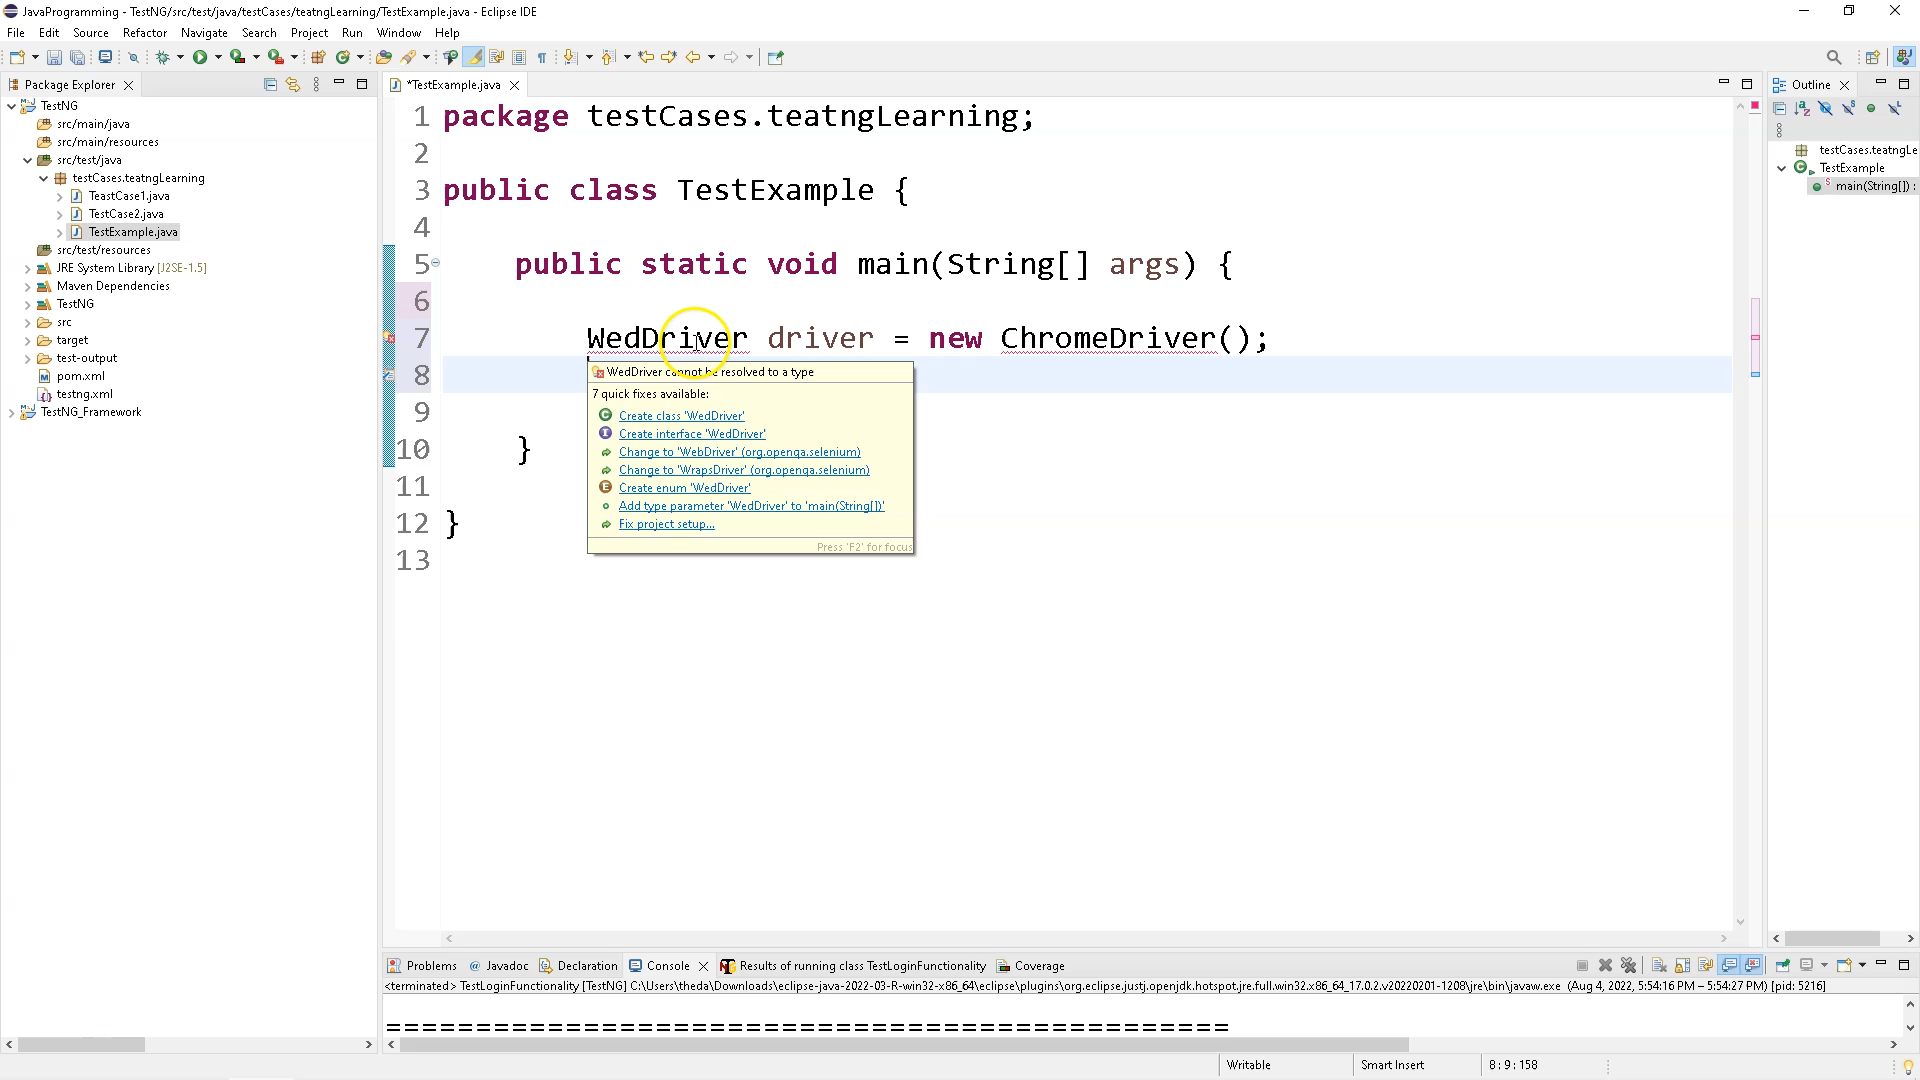 JavaProgramming - TestNG/src/test/java/testCases/teatngLearning/TestExample.java - Eclipse IDE
File Edit Source Refactor Navigate Search Project Run Window Help
Package Explorer
TestNG
src/main/java
src/main/resources
src/test/java
testCases.teatngLearning
TeastCase1.java
TestCase2.java
TestExample.java
src/test/resources
JRE System Library [J2SE-1.5]
Maven Dependencies
TestNG
src
target
test-output
pom.xml
testng.xml
TestNG_Framework
*TestExample.java
1 package testCases.teatngLearning;
2
3 public class TestExample {
4
5 public static void main(String[] args) {
6
7 WedDriver driver = new ChromeDriver();
8
9
10 }
11
12 }
13
WedDriver cannot be resolved to a type
7 quick fixes available:
Create class 'WedDriver'
Create interface 'WedDriver'
Change to 'WebDriver' (org.openqa.selenium)
Change to 'WrapsDriver' (org.openqa.selenium)
Create enum 'WedDriver'
Add type parameter 'WedDriver' to 'main(String[])'
Fix project setup...
Press 'F2' for focus
Outline
testCases.teatngLe
TestExample
main(String[]) :
Problems Javadoc Declaration Console Results of running class TestLoginFunctionality Coverage
<terminated> TestLoginFunctionality [TestNG] C:\Users\theda\Downloads\eclipse-java-2022-03-R-win32-x86_64\eclipse\plugins\org.eclipse.justj.openjdk.hotspot.jre.full.win32.x86_64_17.0.2.v20220201-1208\jre\bin\javaw.exe (Aug 4, 2022, 5:54:16 PM – 5:54:27 PM) [pid: 5216]
===============================================
Writable Smart Insert 8 : 9 : 158